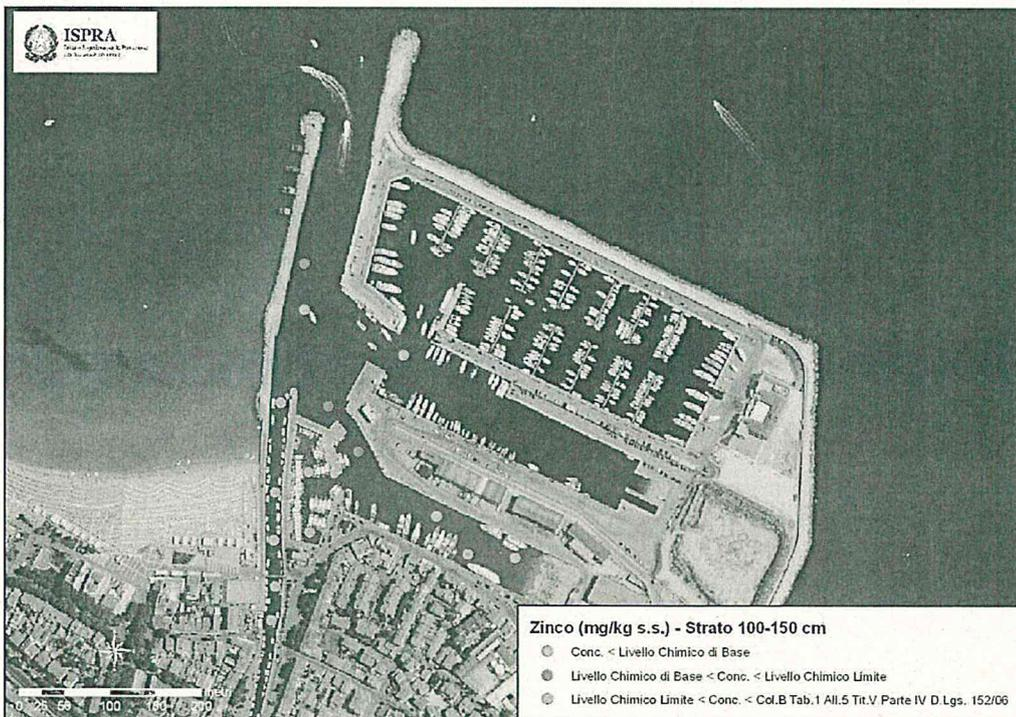 ISPRA
Zinco (mg/kg s.s.) - Strato 100-150 cm
Conc. < Livello Chimico di Base
Livello Chimico di Base < Conc. < Livello Chimico Limite
Livello Chimico Limite < Conc. < Col.B Tab.1 All.5 Tit.V Parte IV D.Lgs. 152/06
metri
0 25 50 100 150 200